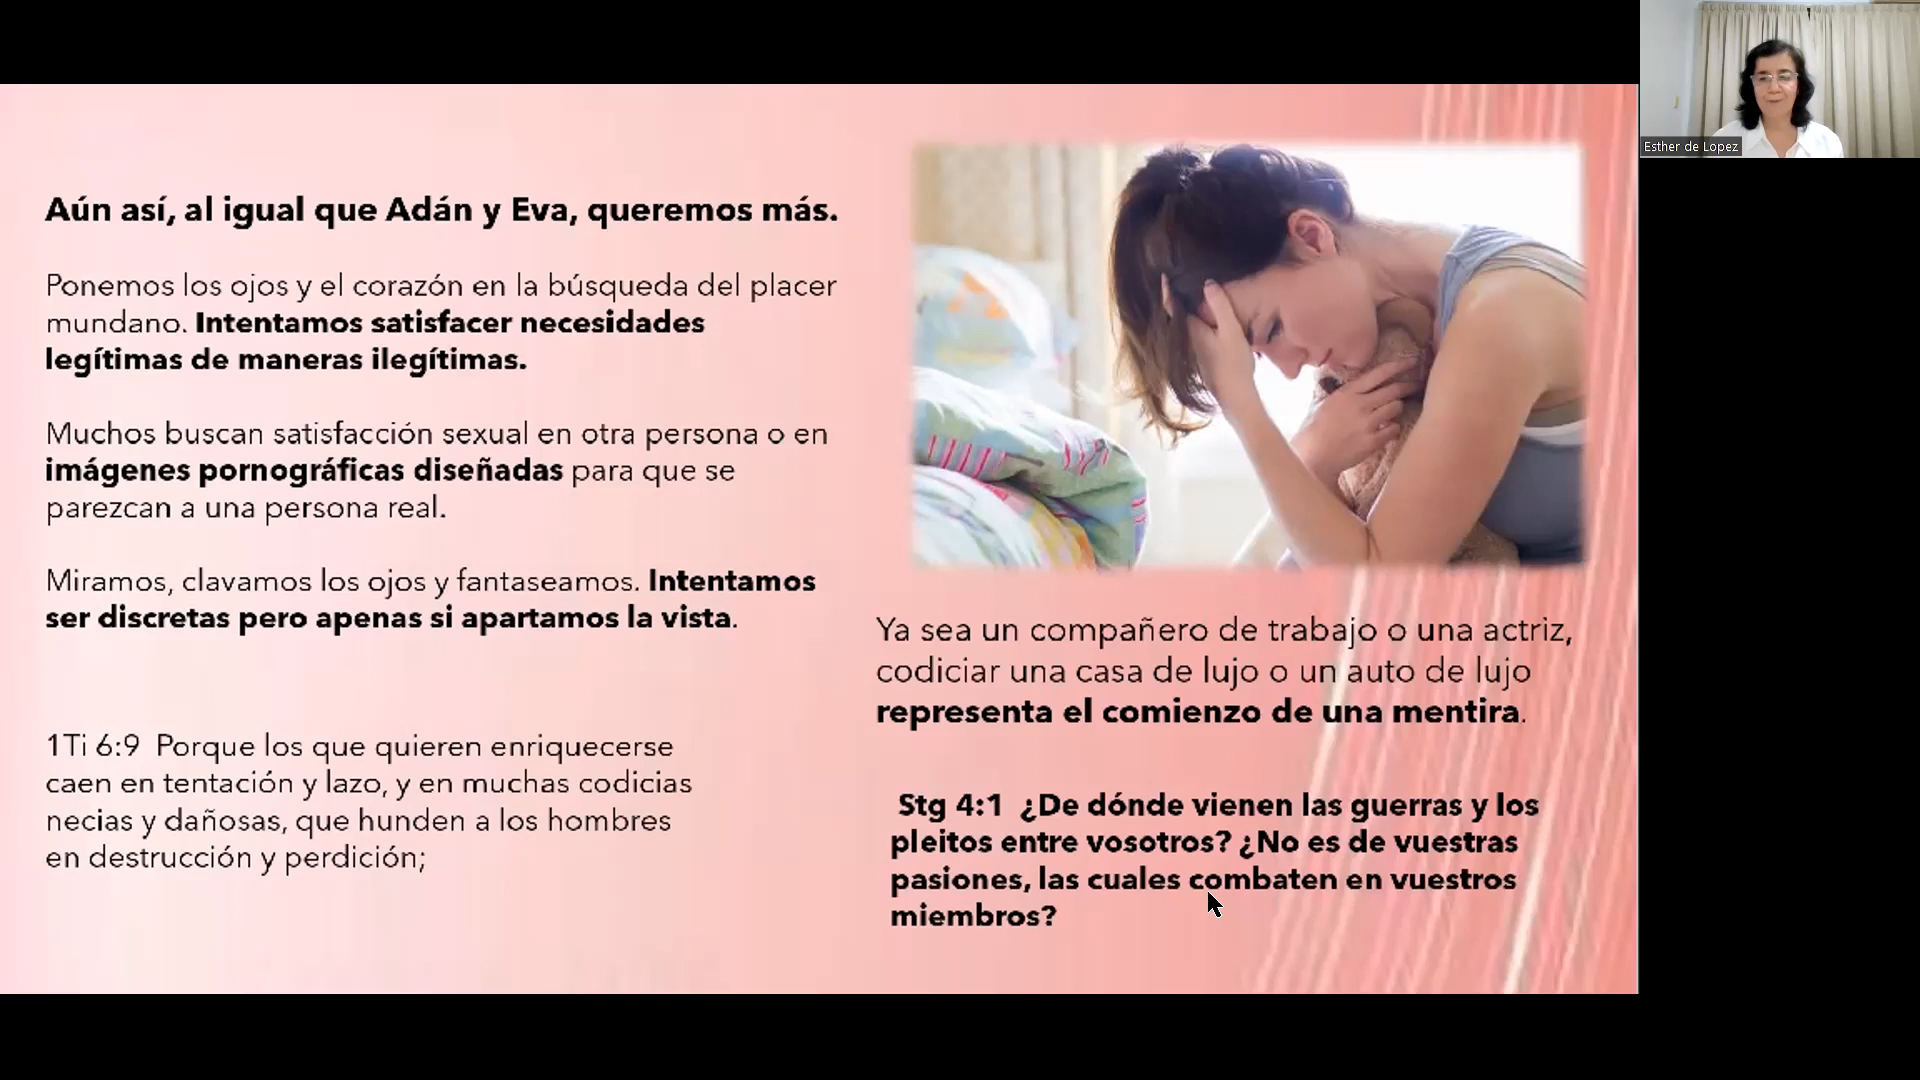 Aún así, al igual que Adán y Eva, queremos más.
Ponemos los ojos y el corazón en la búsqueda del placer
mundano. Intentamos satisfacer necesidades
legítimas de maneras ilegítimas.
Muchos buscan satisfacción sexual en otra persona o en
imágenes pornográficas diseñadas para que se
parezcan a una persona real.
Miramos, clavamos los ojos y fantaseamos. Intentamos
ser discretas pero apenas si apartamos la vista.
1Ti 6:9 Porque los que quieren enriquecerse
caen en tentación y lazo, y en muchas codicias
necias y dañosas, que hunden a los hombres
en destrucción y perdición;
Ya sea un compañero de trabajo o una actriz,
codiciar una casa de lujo o un auto de lujo
representa el comienzo de una mentira.
Stg 4:1 ¿De dónde vienen las guerras y los
pleitos entre vosotros? ¿No es de vuestras
pasiones, las cuales combaten en vuestros
miembros?
Esther de Lopez